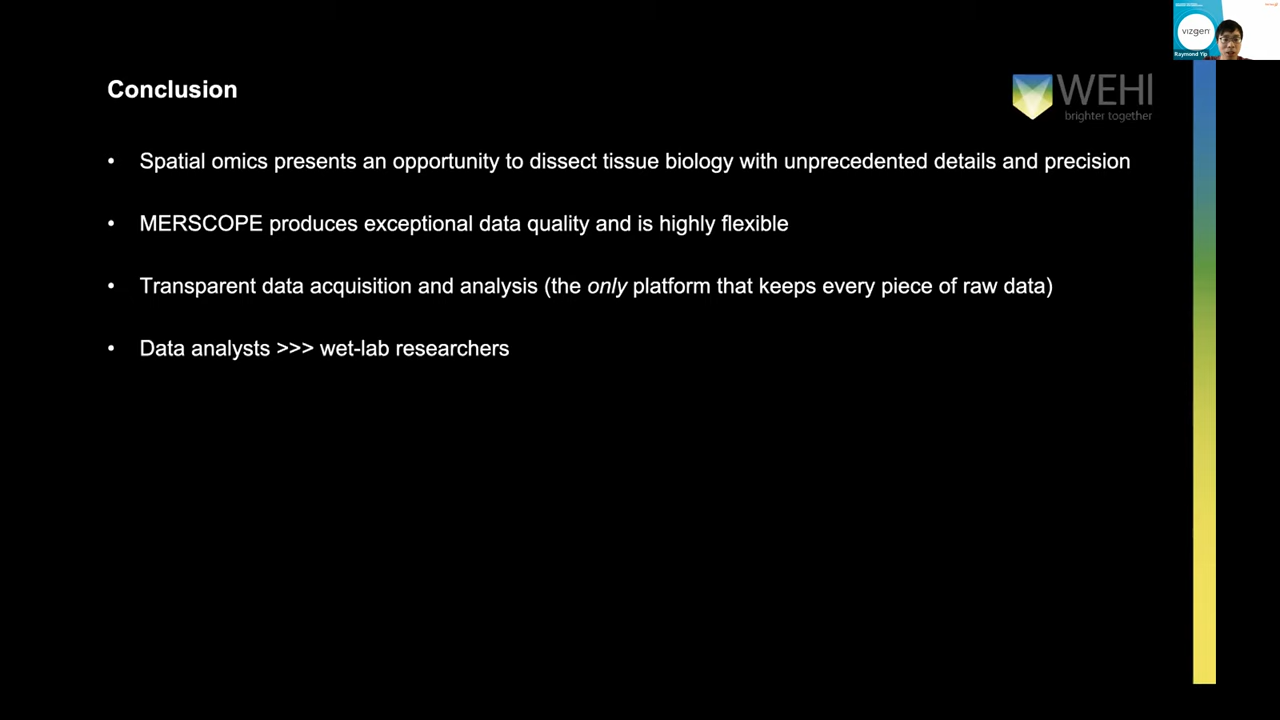 vizgen
Raymond Yip
Conclusion
WEHI
brighter together
• Spatial omics presents an opportunity to dissect tissue biology with unprecedented details and precision
• MERSCOPE produces exceptional data quality and is highly flexible
• Transparent data acquisition and analysis (the only platform that keeps every piece of raw data)
• Data analysts >>> wet-lab researchers